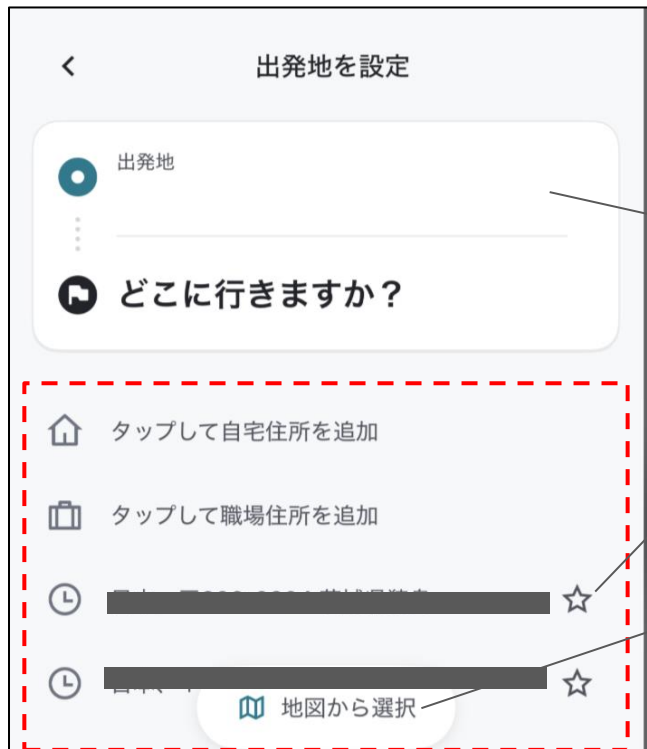 出発地を設定
出発地
どこに行きますか？
タップして自宅住所を追加
タップして職場住所を追加
地図から選択